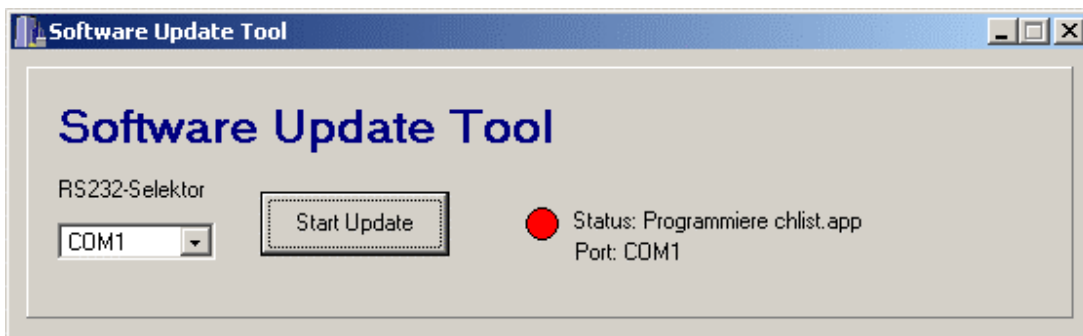 Software Update Tool
Software Update Tool
RS232-Selektor
COM1
Start Update
Status: Programmiere chlist.app
Port: COM1